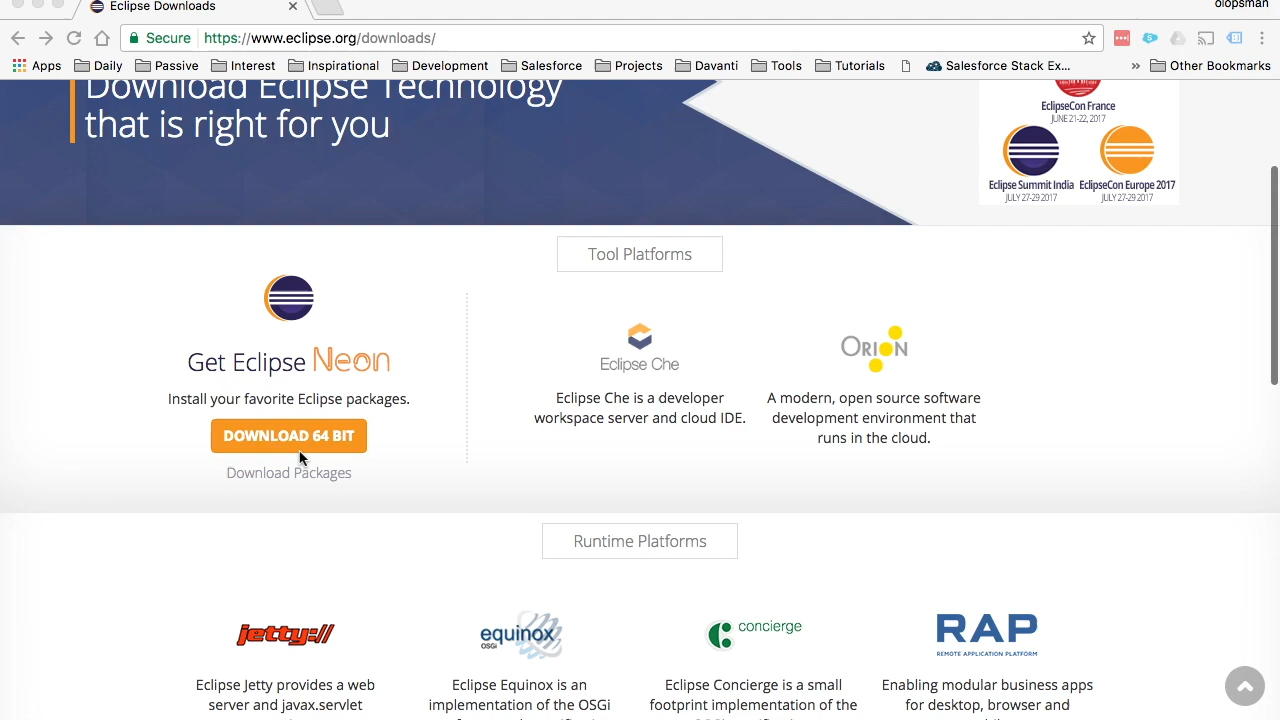 Eclipse Downloads
olopsman
Secure https://www.eclipse.org/downloads/
Apps Daily Passive Interest Inspirational Development Salesforce Projects Davanti Tools Tutorials Salesforce Stack Ex... » Other Bookmarks
Download Eclipse Technology
that is right for you
EclipseCon France
JUNE 21-22, 2017
Eclipse Summit India EclipseCon Europe 2017
JULY 27-29 2017 JULY 27-29 2017
Tool Platforms
Get Eclipse Neon
Install your favorite Eclipse packages.
DOWNLOAD 64 BIT
Download Packages
Eclipse Che
Eclipse Che is a developer
workspace server and cloud IDE.
ORION
A modern, open source software
development environment that
runs in the cloud.
Runtime Platforms
jetty://
Eclipse Jetty provides a web
server and javax.servlet
equinox
OSGi
Eclipse Equinox is an
implementation of the OSGi
concierge
Eclipse Concierge is a small
footprint implementation of the
RAP
REMOTE APPLICATION PLATFORM
Enabling modular business apps
for desktop, browser and